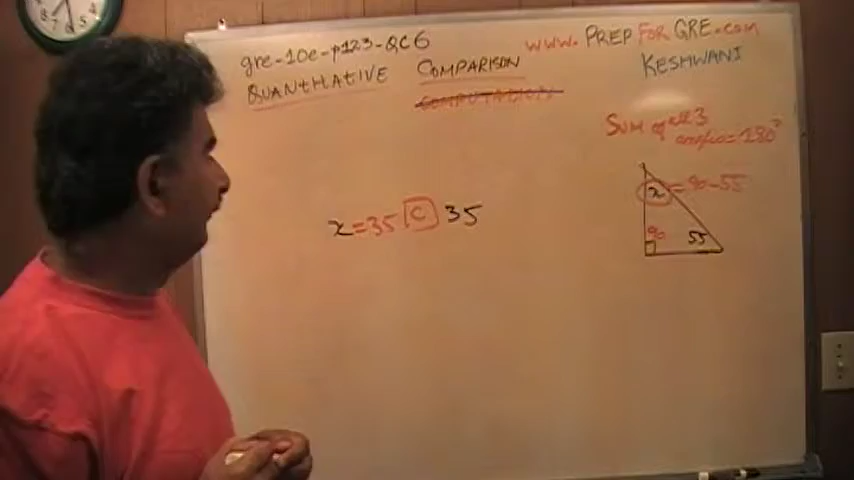 gre-10e-p123-QC6
www. PREP FOR GRE.com
QUANTITATIVE COMPARISON
KESHWANI
COMPUTATION
SUM of all 3
angles = 180°
x = 90 - 55
x = 35 C 35
90
55